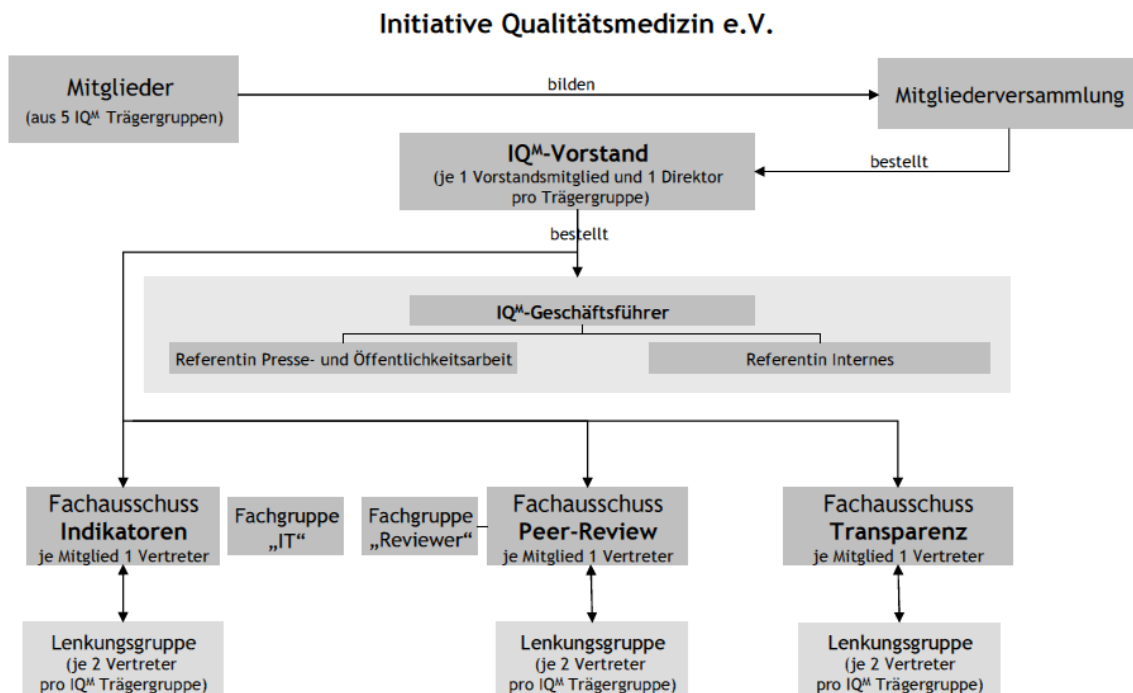 Initiative Qualitätsmedizin e.V.
Mitglieder
(aus 5 IQᴹ Trägergruppen)
bilden
Mitgliederversammlung
IQᴹ-Vorstand
(je 1 Vorstandsmitglied und 1 Direktor
pro Trägergruppe)
bestellt
bestellt
IQᴹ-Geschäftsführer
Referentin Presse- und Öffentlichkeitsarbeit
Referentin Internes
Fachausschuss
Indikatoren
je Mitglied 1 Vertreter
Fachgruppe
„IT“
Fachgruppe
„Reviewer“
Fachausschuss
Peer-Review
je Mitglied 1 Vertreter
Fachausschuss
Transparenz
je Mitglied 1 Vertreter
Lenkungsgruppe
(je 2 Vertreter
pro IQᴹ Trägergruppe)
Lenkungsgruppe
(je 2 Vertreter
pro IQᴹ Trägergruppe)
Lenkungsgruppe
(je 2 Vertreter
pro IQᴹ Trägergruppe)